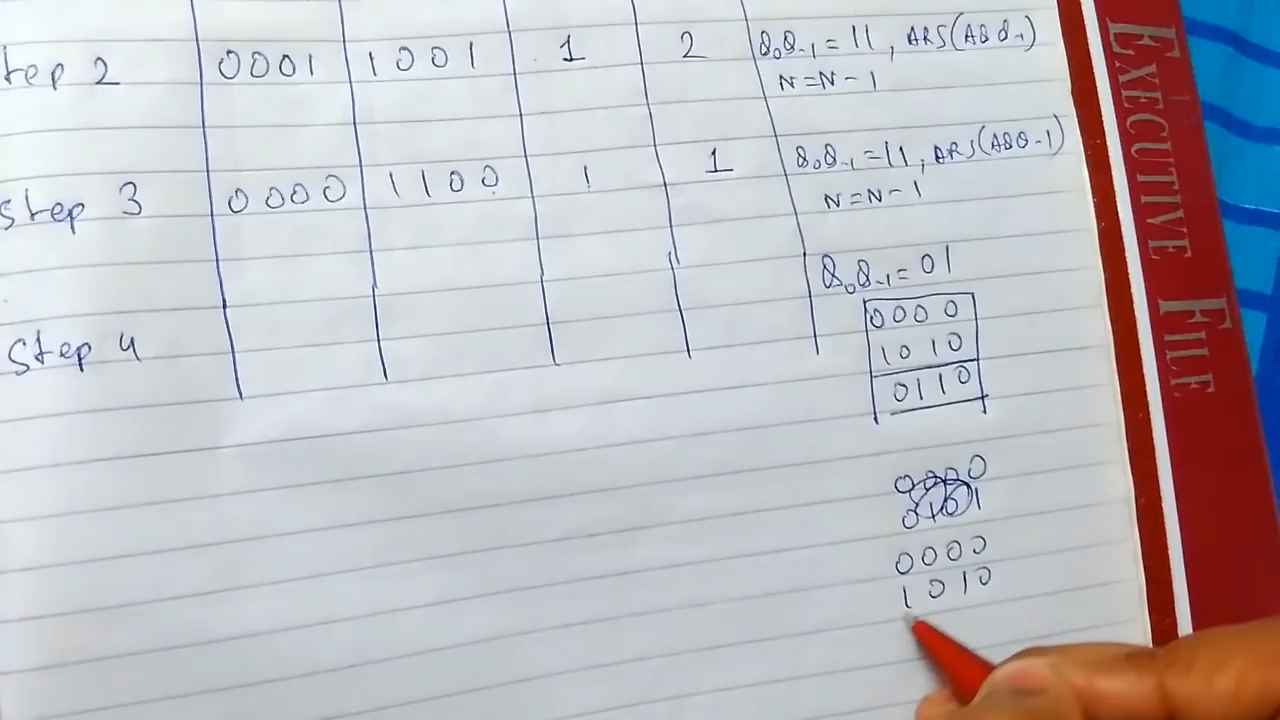 tep 2 0001 1001 1 2 Q₀Q₋₁ = 11, ARS(AQQ-1)
N=N-1
Step 3 0000 1100 1 1 Q₀Q₋₁ = 11, ARS(AQQ-1)
N=N-1
Q₀Q₋₁ = 01
0000
Step 4 1010
0110
0000
0101
0000
1010
EXECUTIVE FILE